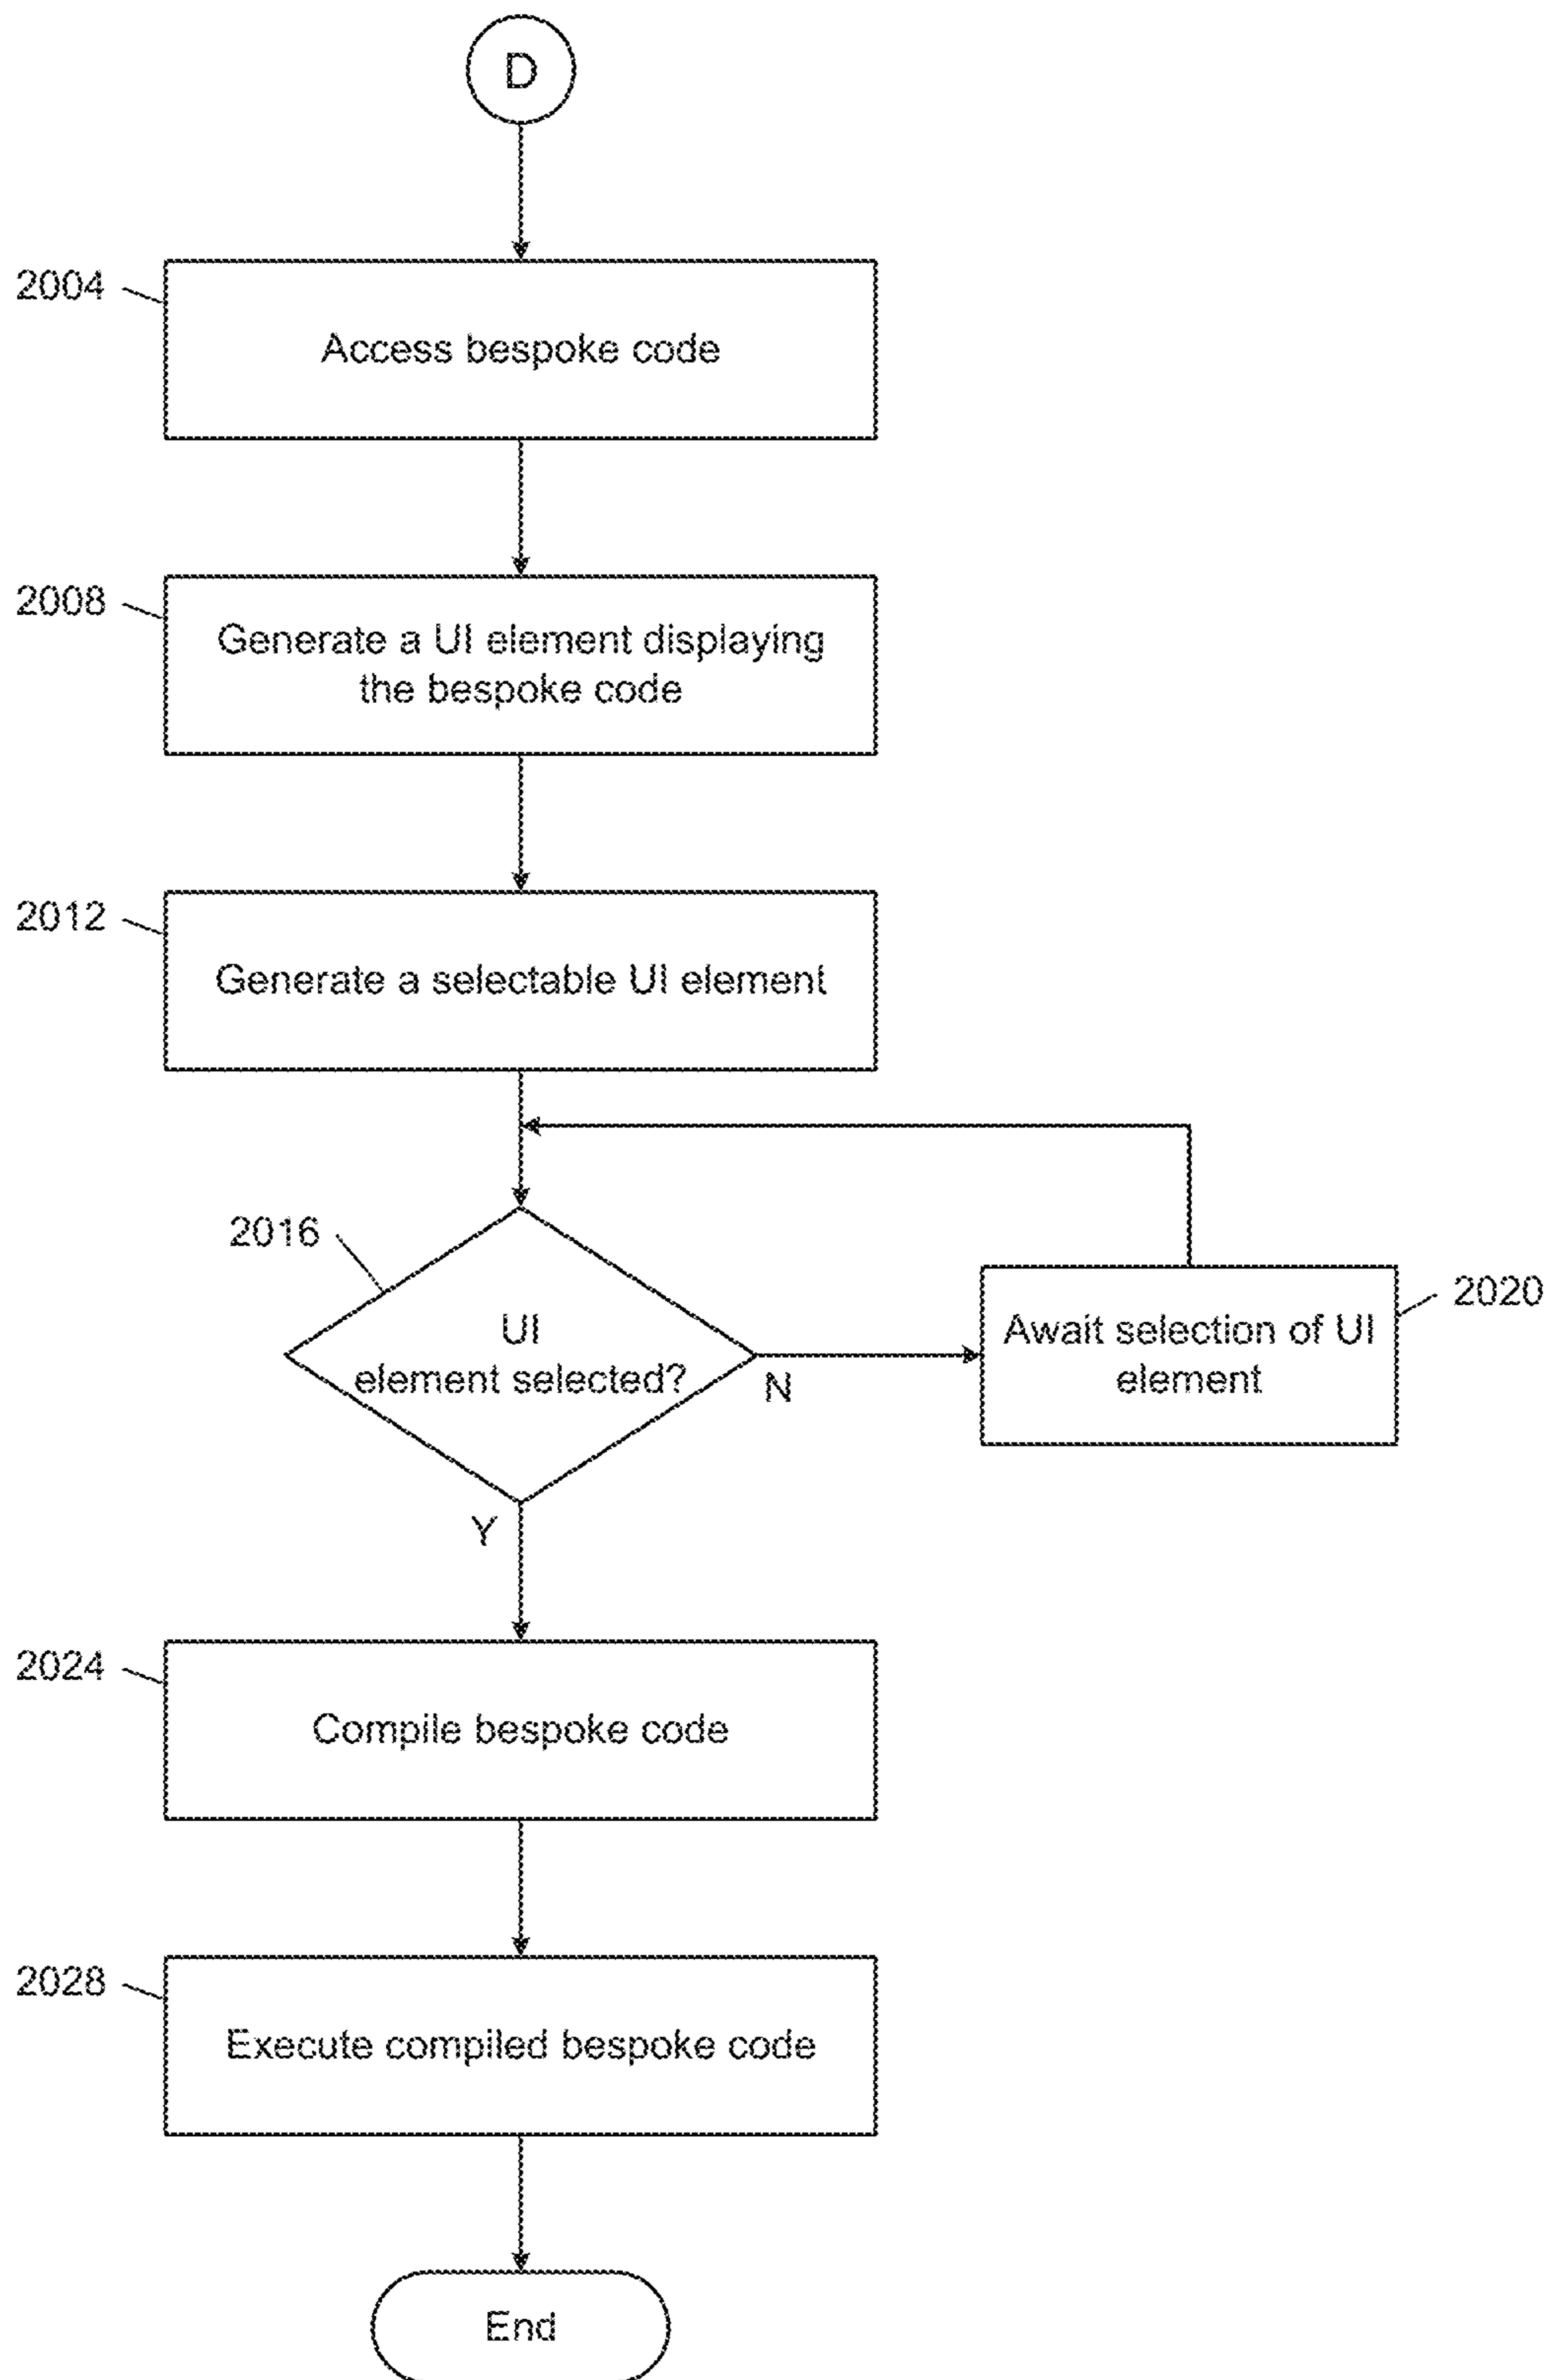 D
2004
Access bespoke code
2008
Generate a UI element displaying
the bespoke code
2012
Generate a selectable UI element
2016
UI
element selected?
N
2020
Await selection of UI
element
Y
2024
Compile bespoke code
2028
Execute compiled bespoke code
End